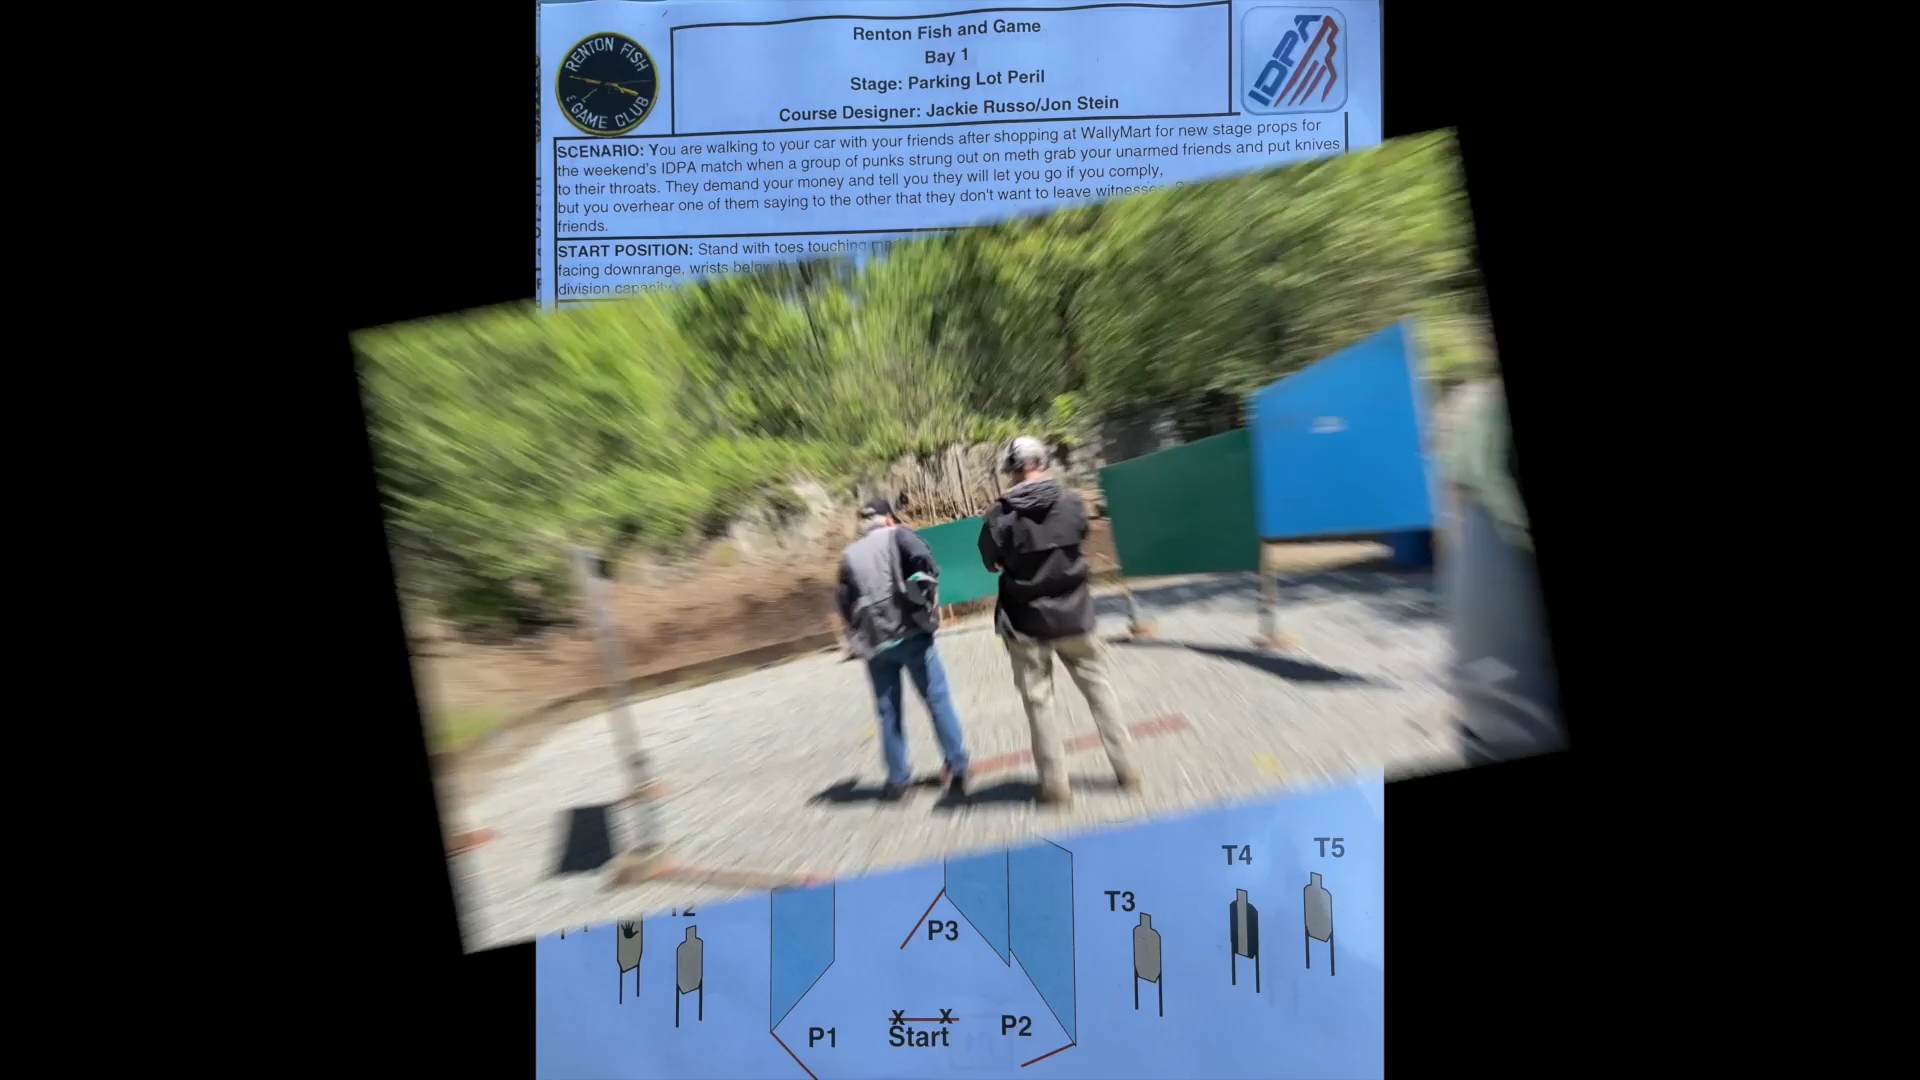 RENTON FISH
& GAME CLUB
Renton Fish and Game
Bay 1
Stage: Parking Lot Peril
Course Designer: Jackie Russo/Jon Stein
IDPA
SCENARIO: You are walking to your car with your friends after shopping at WallyMart for new stage props for
the weekend's IDPA match when a group of punks strung out on meth grab your unarmed friends and put knives
to their throats. They demand your money and tell you they will let you go if you comply,
but you overhear one of them saying to the other that they don't want to leave witnesses
friends.
START POSITION: Stand with toes touching
facing downrange, wrists below
division capacity
T4 T5
T3
T2
P3
X X
P1 Start P2